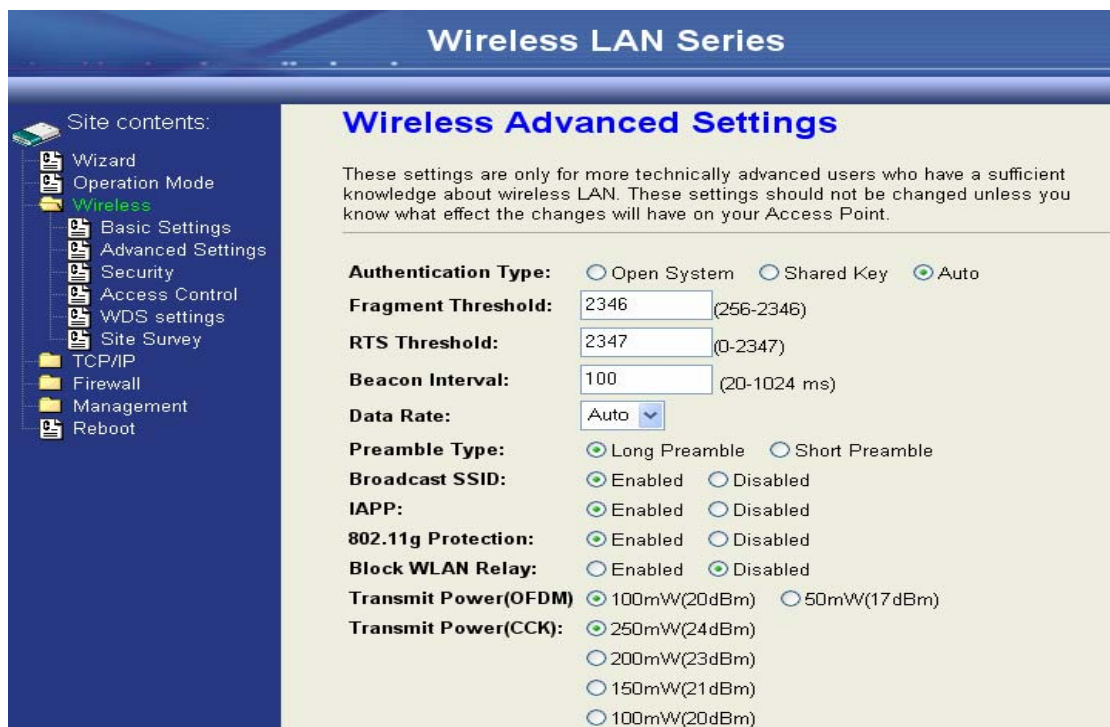 Wireless LAN Series
Site contents:
Wizard
Operation Mode
Wireless
Basic Settings
Advanced Settings
Security
Access Control
WDS settings
Site Survey
TCP/IP
Firewall
Management
Reboot
Wireless Advanced Settings
These settings are only for more technically advanced users who have a sufficient
knowledge about wireless LAN. These settings should not be changed unless you
know what effect the changes will have on your Access Point.
Authentication Type: Open System Shared Key Auto
Fragment Threshold: 2346 (256-2346)
RTS Threshold: 2347 (0-2347)
Beacon Interval: 100 (20-1024 ms)
Data Rate: Auto
Preamble Type: Long Preamble Short Preamble
Broadcast SSID: Enabled Disabled
IAPP: Enabled Disabled
802.11g Protection: Enabled Disabled
Block WLAN Relay: Enabled Disabled
Transmit Power(OFDM) 100mW(20dBm) 50mW(17dBm)
Transmit Power(CCK): 250mW(24dBm)
200mW(23dBm)
150mW(21dBm)
100mW(20dBm)